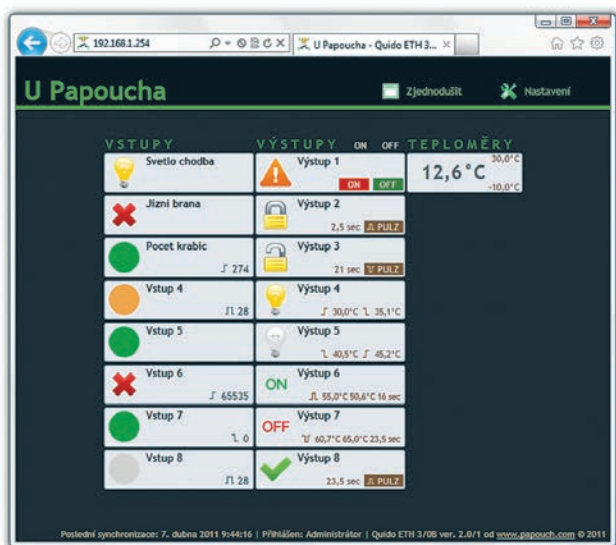 192.168.1.254
U Papoucha - Quido ETH 3...
U Papoucha
Zjednodušit
Nastavení
VSTUPY
VÝSTUPY ON OFF
TEPLOMĚRY
Svetlo chodba
Výstup 1
ON OFF
12,6°C
30,0°C
-10,0°C
Jizni brana
Výstup 2
2,5 sec PULZ
Pocet krabic
274
Výstup 3
21 sec PULZ
Vstup 4
28
Výstup 4
30,0°C 35,1°C
Vstup 5
Výstup 5
40,5°C 45,2°C
Vstup 6
65535
ON
Výstup 6
55,0°C 50,6°C 16 sec
Vstup 7
0
OFF
Výstup 7
60,7°C 65,0°C 23,5 sec
Vstup 8
28
Výstup 8
23,5 sec PULZ
Poslední synchronizace: 7. dubna 2011 9:44:16 | Přihlášen: Administrátor | Quido ETH 3/0B ver. 2.0/1 od www.papouch.com © 2011